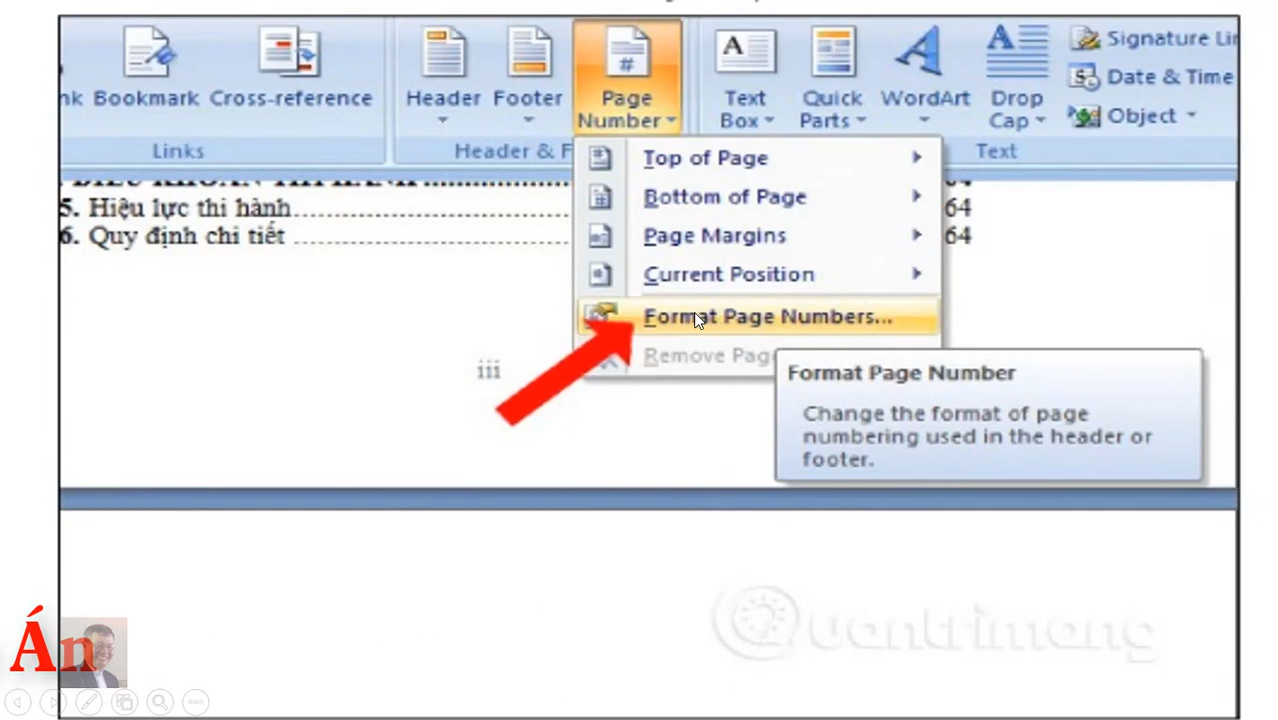 Bookmark Cross-reference Header Footer Page Number Text Box Quick Parts WordArt Drop Cap
Signature Li
Date & Time
Object
Links Header & F Text
Top of Page
Bottom of Page
Page Margins
Current Position
Format Page Numbers...
Remove Pag
5. Hiệu lực thi hành 64
6. Quy định chi tiết 64
iii
Format Page Number
Change the format of page
numbering used in the header or
footer.
Quantrimang
Án